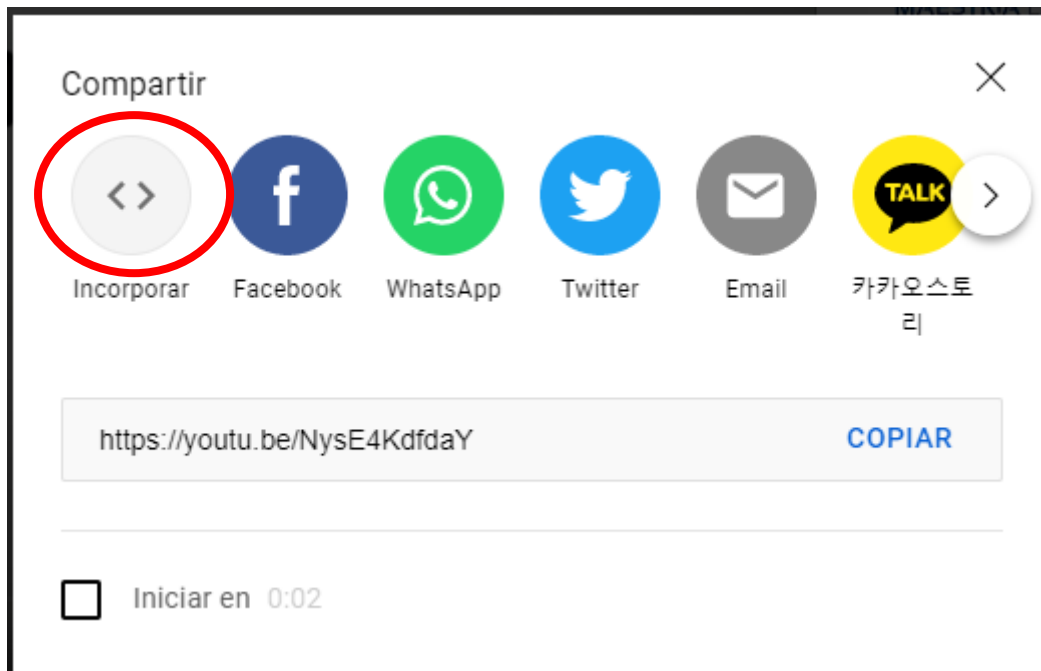 Compartir
TALK
Incorporar
Facebook
WhatsApp
Twitter
Email
카카오스토
리
https://youtu.be/NysE4KdfdaY
COPIAR
Iniciar en 0:02